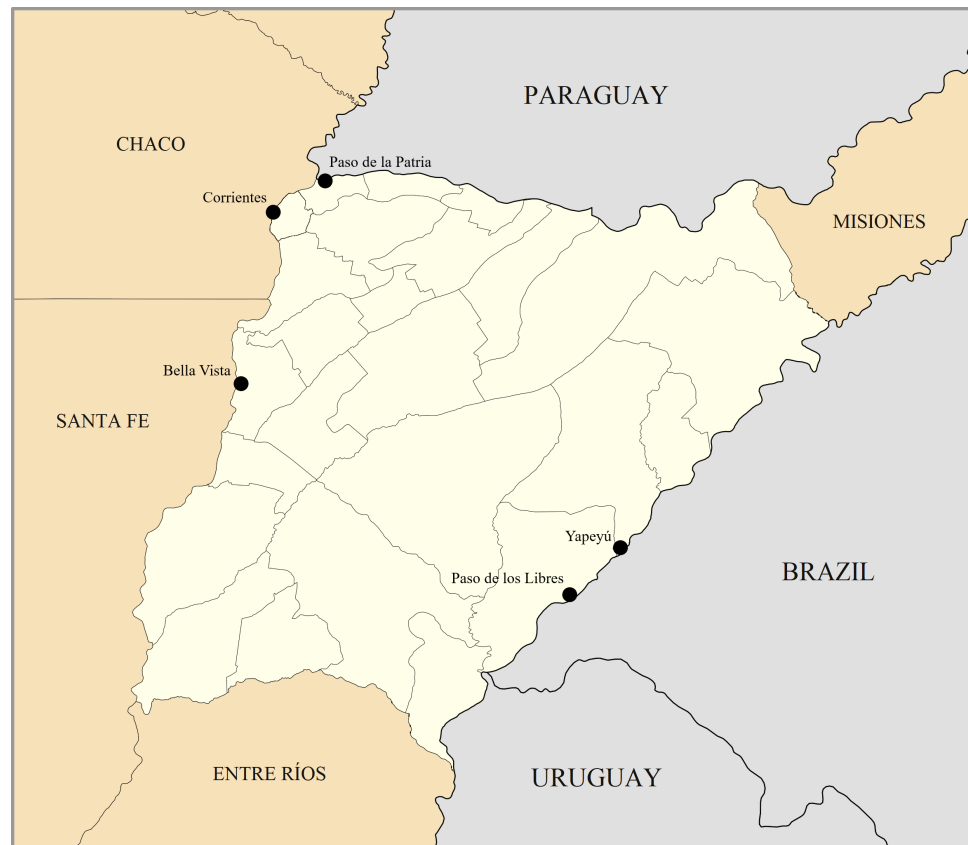 PARAGUAY
CHACO
Paso de la Patria
Corrientes
MISIONES
Bella Vista
SANTA FE
Yapeyú
BRAZIL
Paso de los Libres
ENTRE RÍOS
URUGUAY